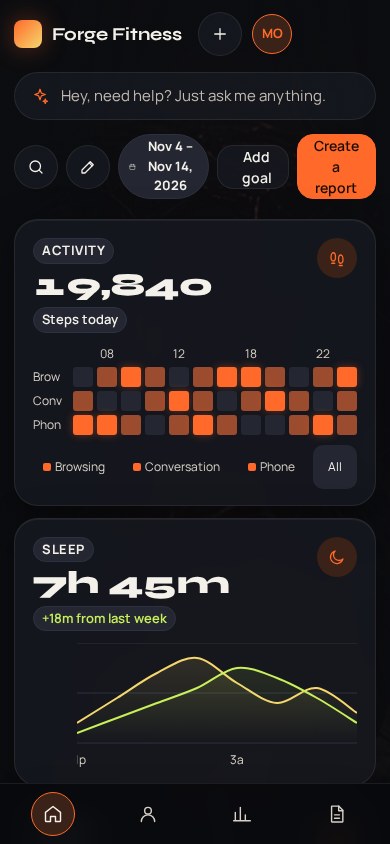 Forge Fitness
MO
Hey, need help? Just ask me anything.
Nov 4 –
Nov 14,
2026
Add
goal
Create
a
report
ACTIVITY
19,840
Steps today
08 12 18 22
Brow
Conv
Phon
Browsing Conversation Phone All
SLEEP
7h 45m
+18m from last week
3a